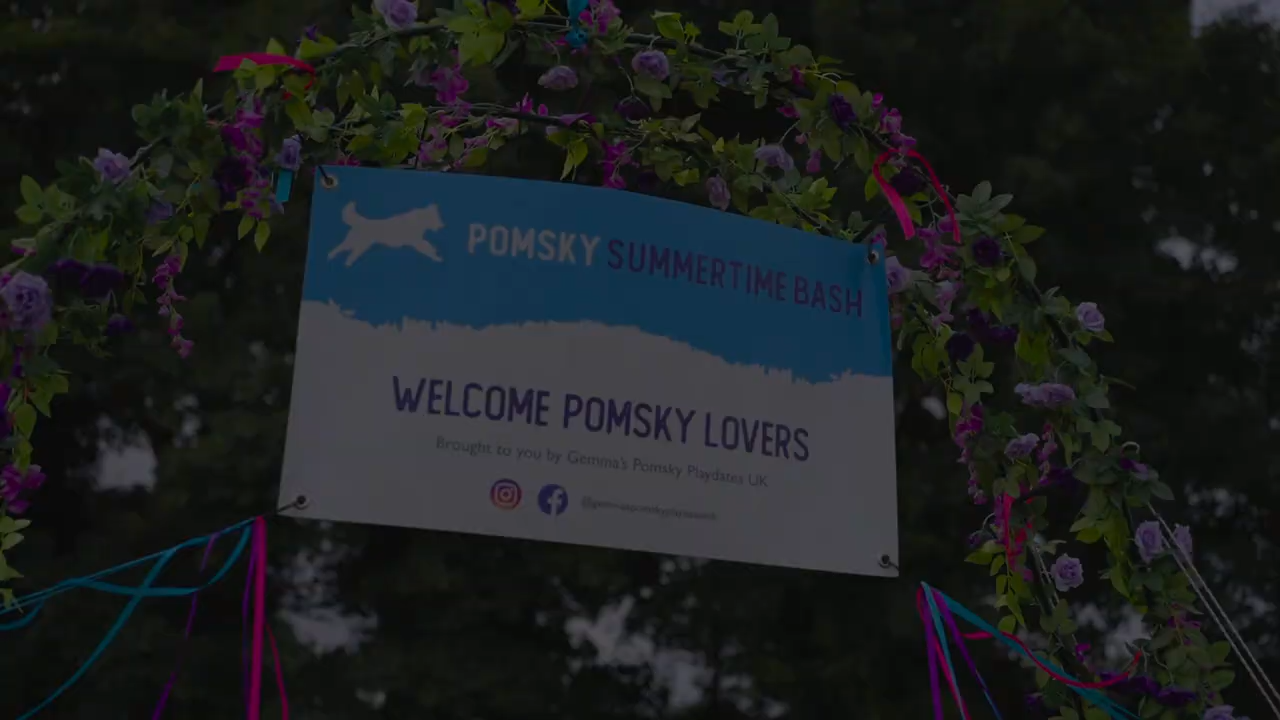 POMSKY SUMMERTIME BASH
WELCOME POMSKY LOVERS
Brought to you by Gemma's Pomsky Playdates UK